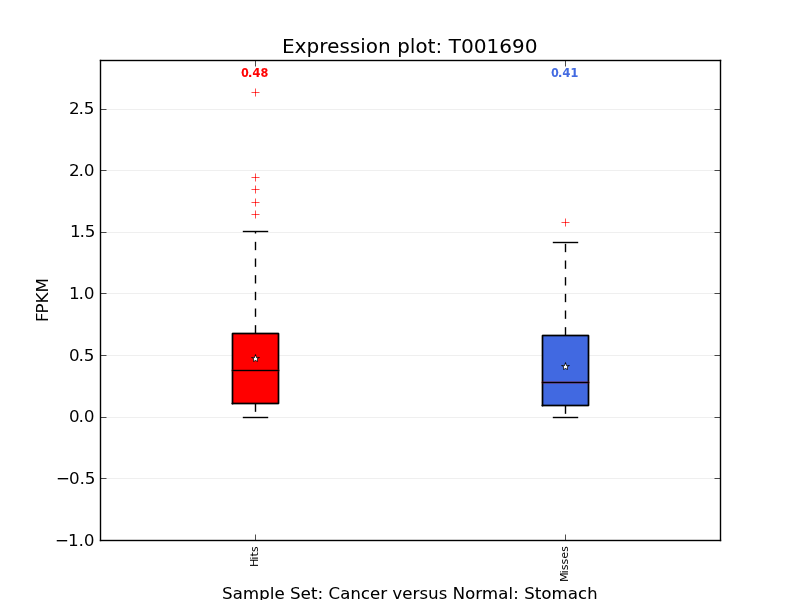 Expression plot: T001690
0.48
0.41
2.5
2.0
1.5
1.0
0.5
0.0
−0.5
−1.0
FPKM
Hits
Misses
Sample Set: Cancer versus Normal: Stomach